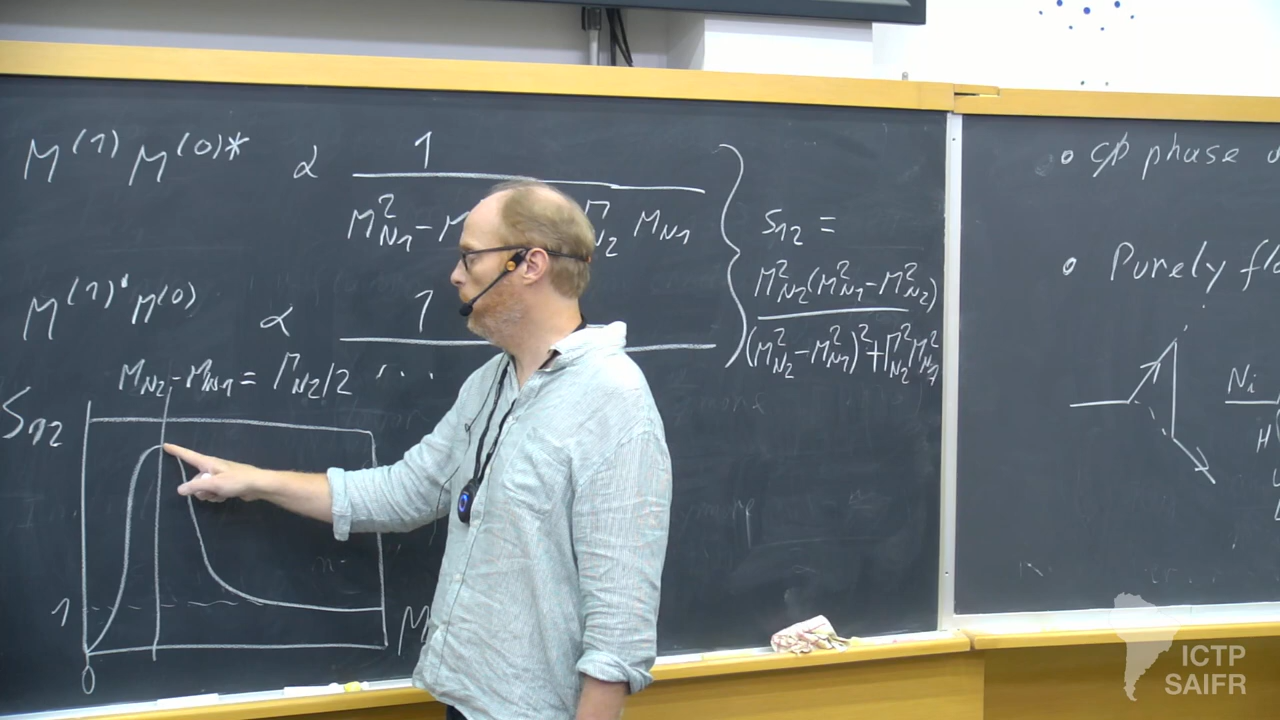 M^(1) M^(0)* ∝ 1
M²_N1 - M Γ_N2 M_N1
M^(1)* M^(0) ∝ 1
S_12 =
M²_N2 (M²_N1 - M²_N2)
(M²_N2 - M²_N1)² + Γ²_N2 M²_N1
M_N2 - M_N1 = Γ_N2/2 ...
S_12
1
0
M
o CP phase
o Purely fl
N_i
H
ICTP
SAIFR